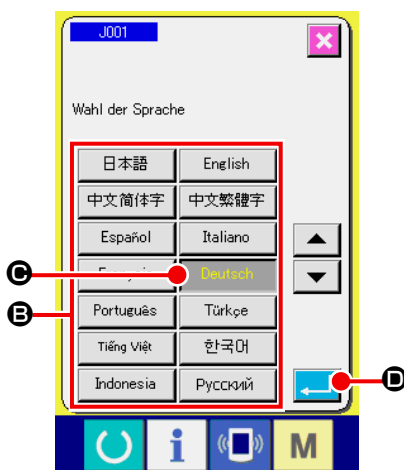 J001
Wahl der Sprache
日本語 English
中文简体字 中文繁體字
Español Italiano
C Deutsch
B Português Türkçe
Tiếng Việt 한국어
Indonesia Русский D
i M